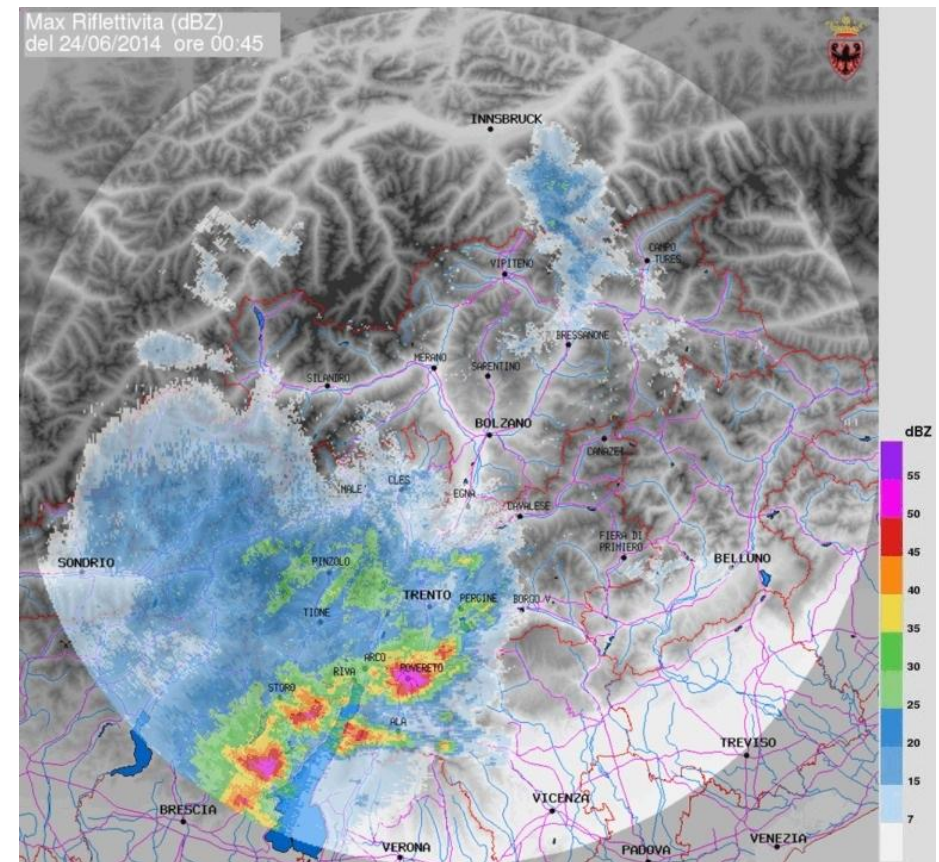 Max Riflettivita (dBZ)
del 24/06/2014 ore 00:45
INNSBRUCK
CAMPO
TURES
VIPITENO
BRESSANONE
MERANO
SARENTINO
SILANDRO
BOLZANO
CANAZEI
MALE'
CLES
EGNA
CAVALESE
FIERA DI
PRIMIERO
SONDRIO
PINZOLO
BELLUNO
TRENTO
PERGINE
BORGO V.
TIONE
ARCO
RIVA
ROVERETO
STORO
ALA
TREVISO
BRESCIA
VICENZA
VERONA
PADOVA
VENEZIA
dBZ
55
50
45
40
35
30
25
20
15
7